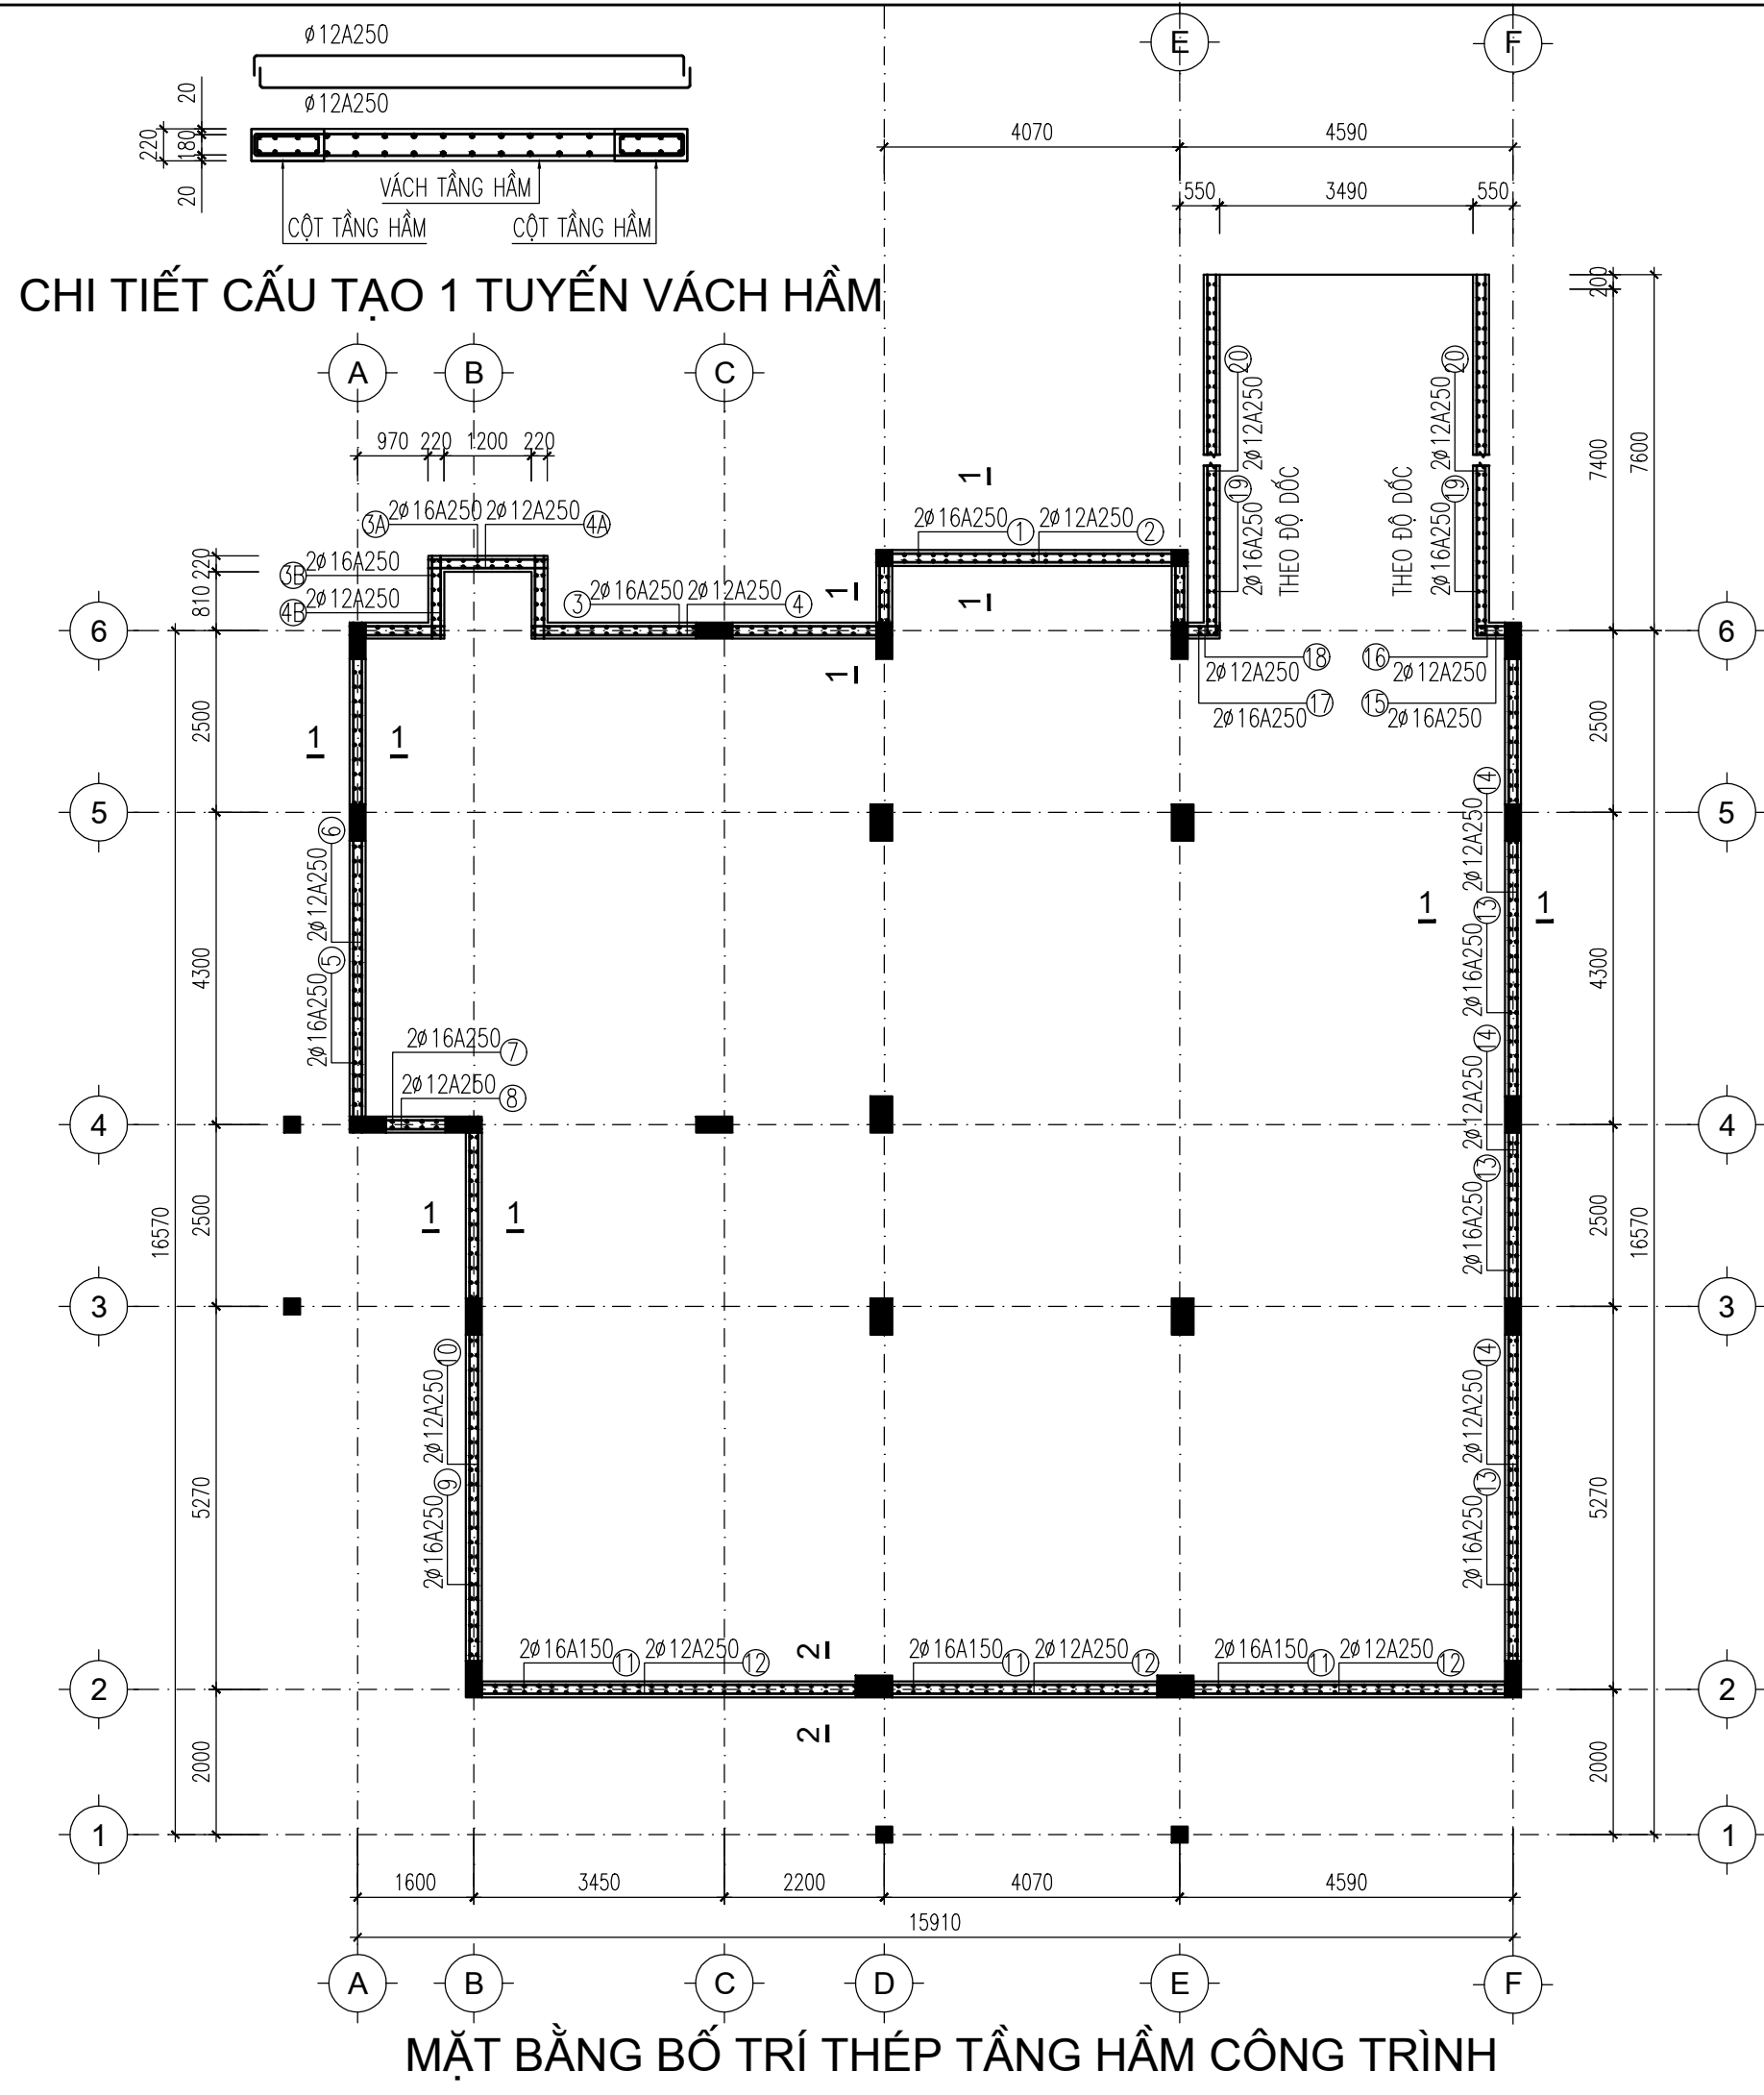 ø12A250
ø12A250
20
220
180
20
VÁCH TẦNG HẦM
CỘT TẦNG HẦM
CỘT TẦNG HẦM
CHI TIẾT CẤU TẠO 1 TUYẾN VÁCH HẦM
E
F
4070
4590
550
3490
550
A
B
C
970
220
1200
220
200
7400
7600
20
2ø12A250
20
2ø12A250
19
2ø16A250
THEO ĐỘ DỐC
THEO ĐỘ DỐC
19
2ø16A250
3A
2ø16A250
2ø12A250
4A
3B
2ø16A250
4B
2ø12A250
220
810
1
1
2ø16A250
1
2ø12A250
2
3
2ø16A250
2ø12A250
4
1
1
6
6
18
2ø12A250
17
2ø16A250
16
2ø12A250
15
2ø16A250
2500
1
1
2500
5
5
6
2ø12A250
5
2ø16A250
14
2ø12A250
13
2ø16A250
1
1
4300
4300
2ø16A250
7
2ø12A250
8
14
2ø12A250
13
2ø16A250
4
4
16570
2500
1
1
2500
16570
3
3
10
2ø12A250
9
2ø16A250
14
2ø12A250
13
2ø16A250
5270
5270
2ø16A150
11
2ø12A250
12
2
2
2ø16A150
11
2ø12A250
12
2ø16A150
11
2ø12A250
12
2
2
2000
2000
1
1
1600
3450
2200
4070
4590
15910
A
B
C
D
E
F
MẶT BẰNG BỐ TRÍ THÉP TẦNG HẦM CÔNG TRÌNH